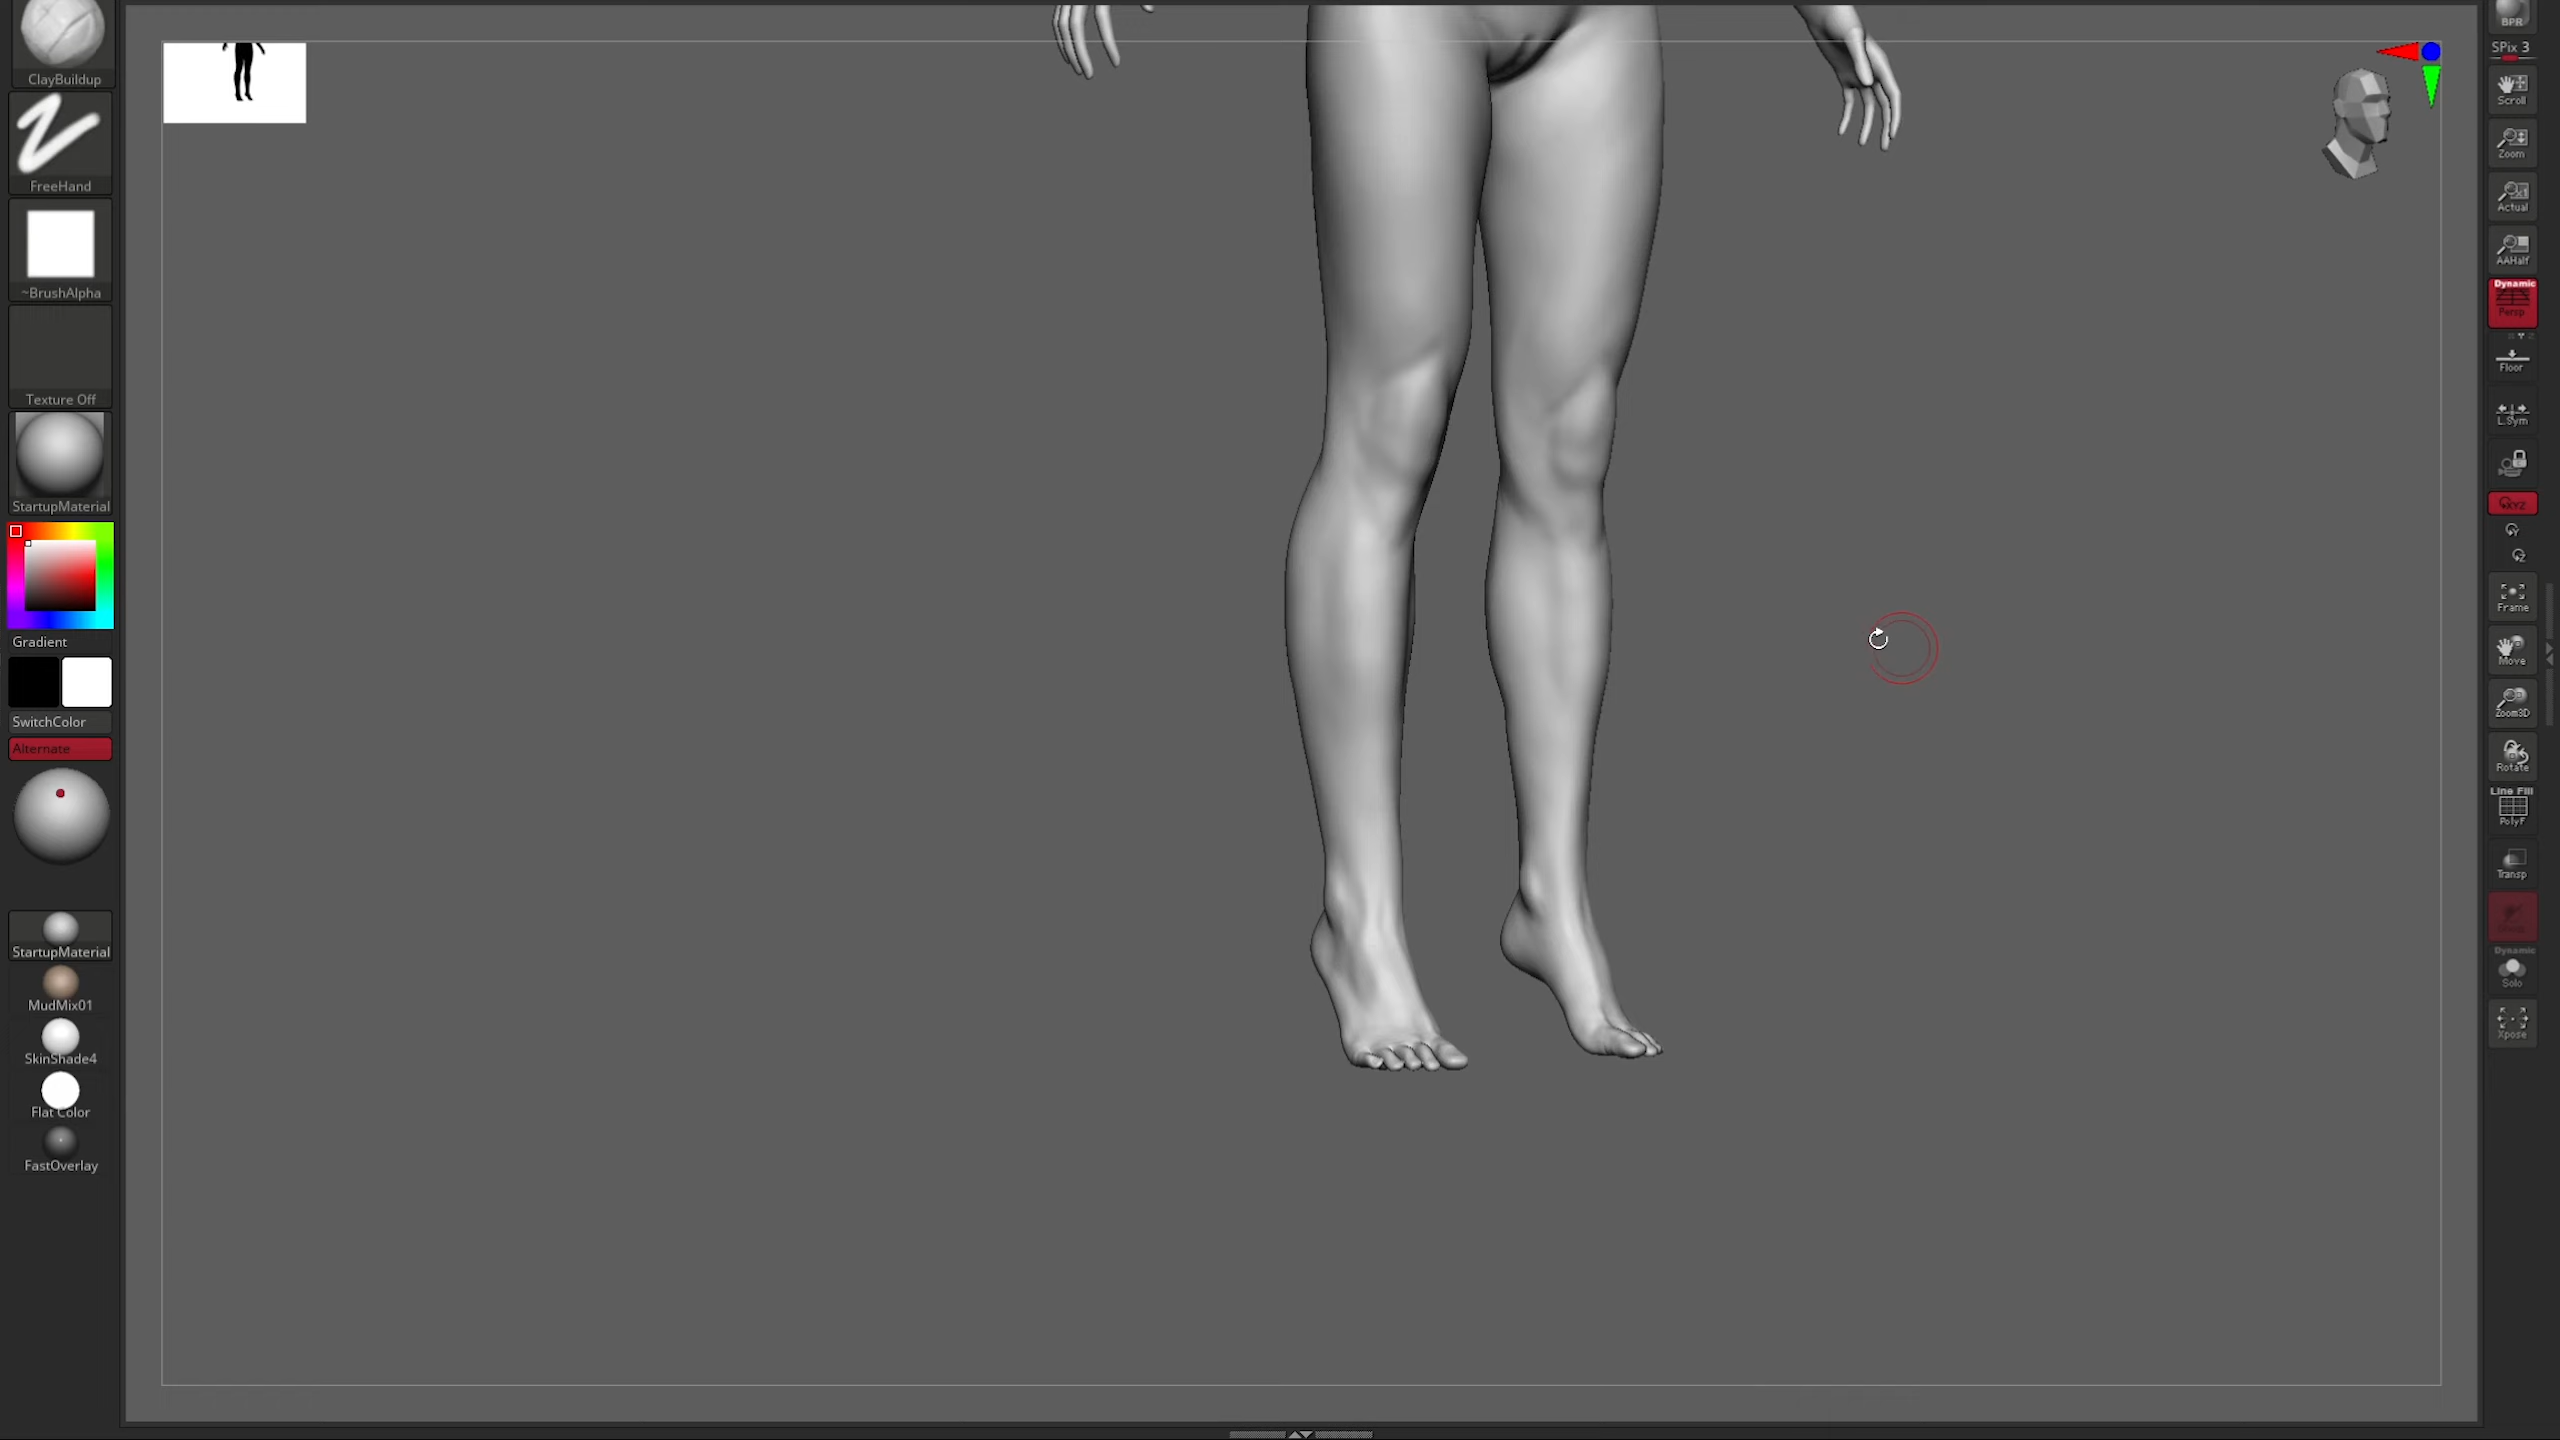 ClayBuildup
FreeHand
~BrushAlpha
Texture Off
StartupMaterial
Gradient
SwitchColor
Alternate
StartupMaterial
MudMix01
SkinShade4
Flat Color
FastOverlay
BPR
SPix 3
Scroll
Zoom
Actual
AAHalf
Dynamic
Persp
Floor
L.Sym
XYZ
Frame
Move
Zoom3D
Rotate
Line Fill
PolyF
Transp
Dynamic
Solo
Xpose